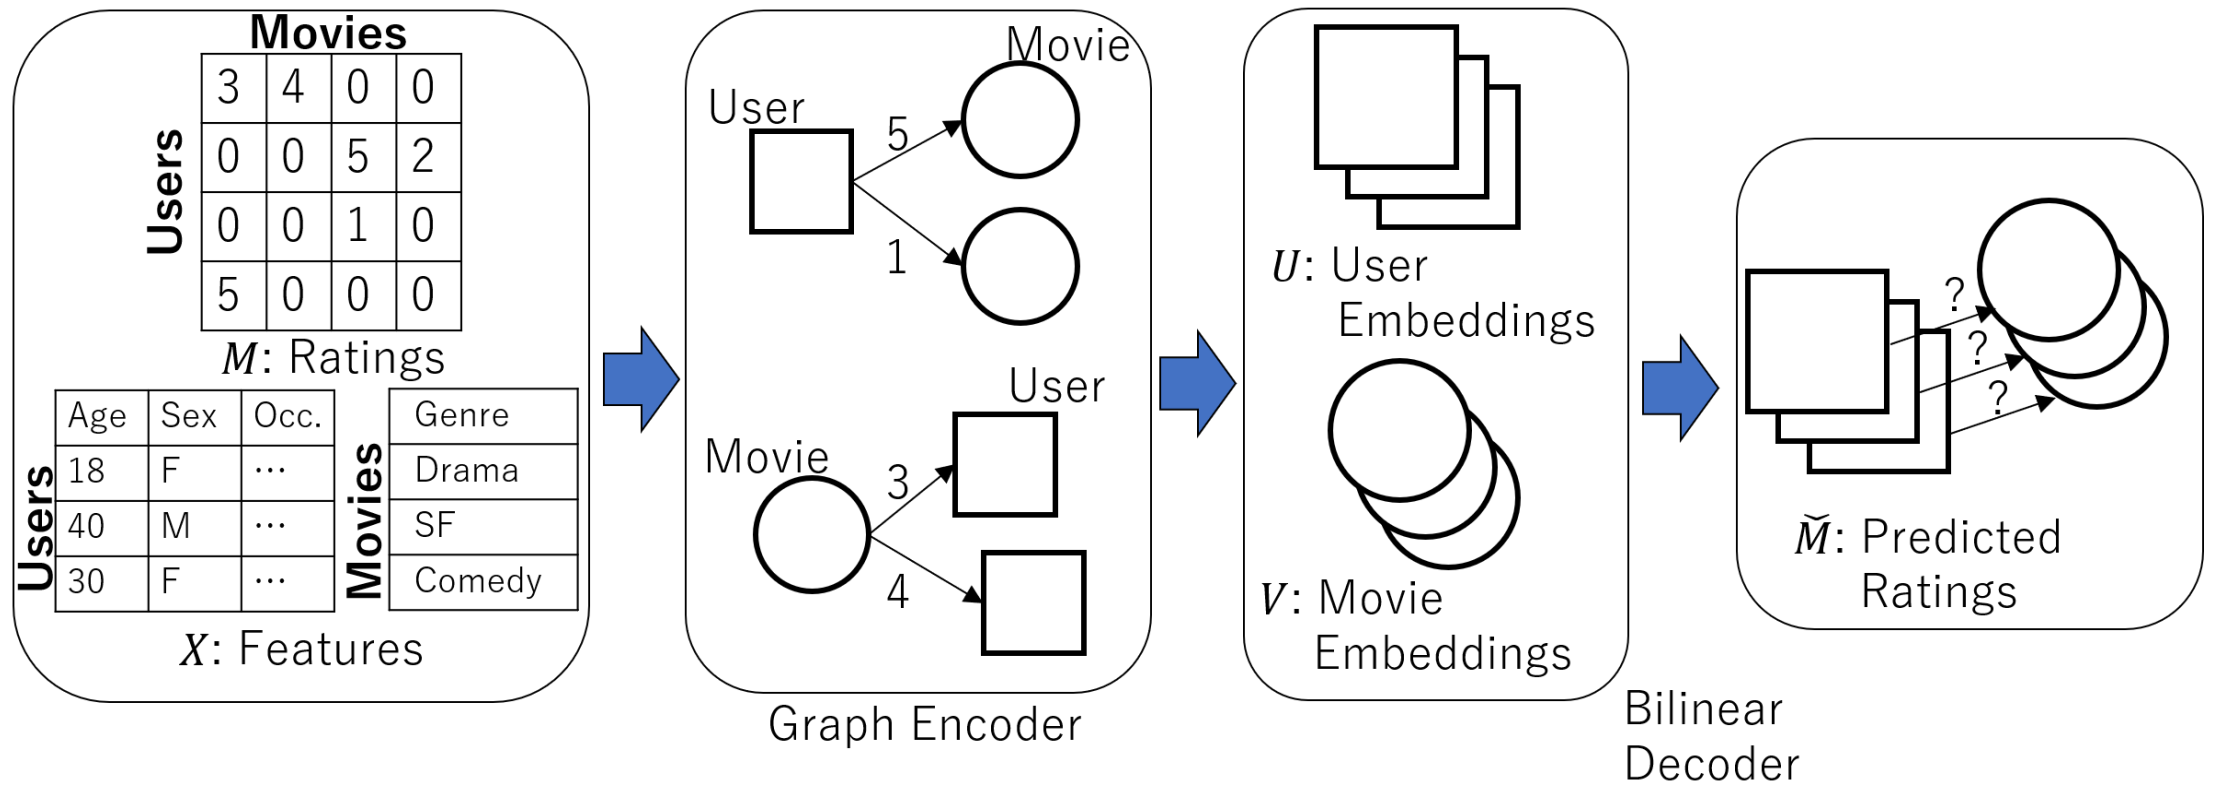 Movies
Users
3 4 0 0
0 0 5 2
0 0 1 0
5 0 0 0
M: Ratings
Users
Age Sex Occ.
18 F ⋯
40 M ⋯
30 F ⋯
Movies
Genre
Drama
SF
Comedy
X: Features
Movie
User
5
1
User
Movie
3
4
Graph Encoder
U: User
Embeddings
V: Movie
Embeddings
Bilinear
Decoder
?
?
?
M̌: Predicted
Ratings